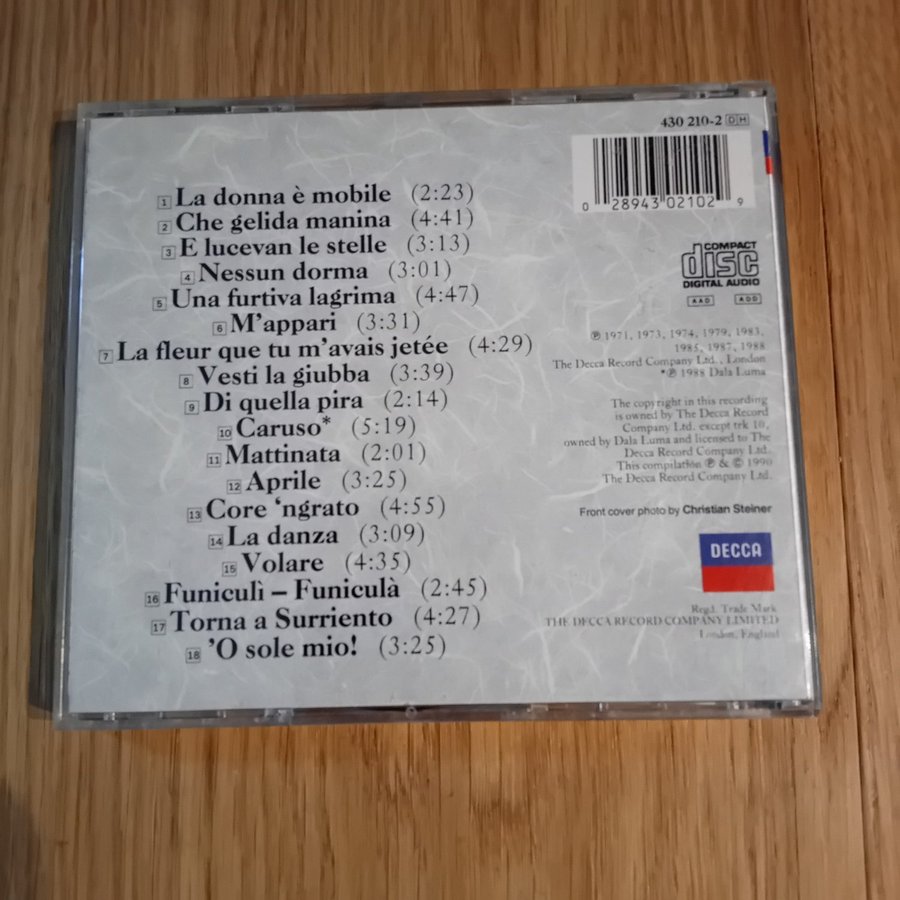 430 210-2 DH
0 28943 02102 9
1 La donna è mobile (2:23)
2 Che gelida manina (4:41)
3 E lucevan le stelle (3:13)
4 Nessun dorma (3:01)
5 Una furtiva lagrima (4:47)
6 M'appari (3:31)
7 La fleur que tu m'avais jetée (4:29)
8 Vesti la giubba (3:39)
9 Di quella pira (2:14)
10 Caruso* (5:19)
11 Mattinata (2:01)
12 Aprile (3:25)
13 Core 'ngrato (4:55)
14 La danza (3:09)
15 Volare (4:35)
16 Funiculì – Funiculà (2:45)
17 Torna a Surriento (4:27)
18 'O sole mio! (3:25)
COMPACT
disc
DIGITAL AUDIO
AAD ADD
℗ 1971, 1973, 1974, 1979, 1983,
1985, 1987, 1988
The Decca Record Company Ltd., London
*℗ 1988 Dala Luma
The copyright in this recording
is owned by The Decca Record
Company Ltd. except trk 10,
owned by Dala Luma and licensed to The
Decca Record Company Ltd.
This compilation ℗ & © 1990
The Decca Record Company Ltd.
Front cover photo by Christian Steiner
DECCA
Regd. Trade Mark
THE DECCA RECORD COMPANY LIMITED
London, England